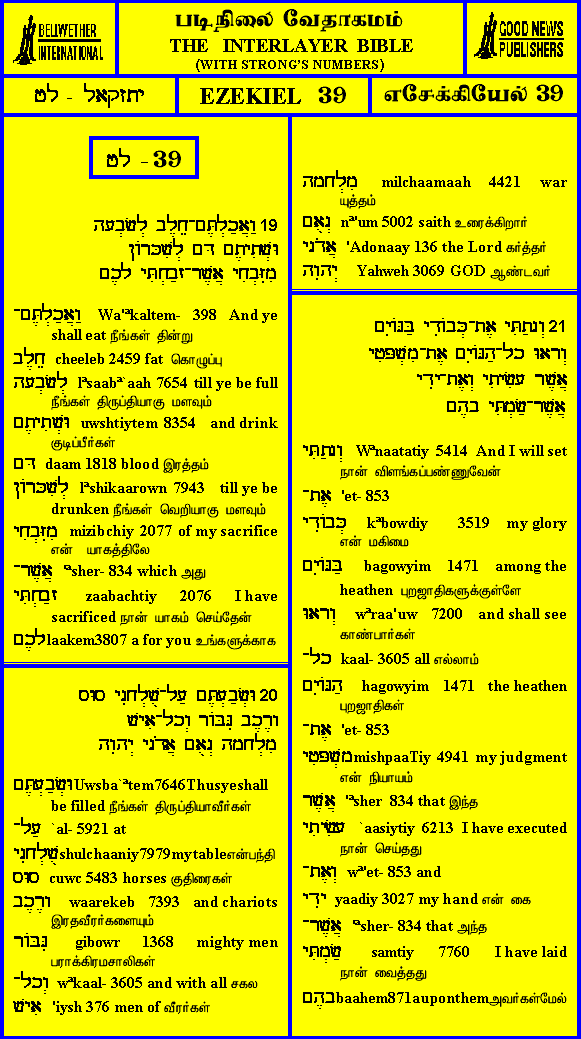 BELLWETHER
INTERNATIONAL
படிநிலை வேதாகமம்
THE INTERLAYER BIBLE
(WITH STRONG'S NUMBERS)
GOOD NEWS
PUBLISHERS
יחזקאל - לט
EZEKIEL 39
எசேக்கியேல் 39
לט - 39
19 וַאֲכַלְתֶּם־חֵלֶב לְשָׂבְעָה
וּשְׁתִיתֶם דָּם לְשִׁכָּרוֹן
מִזִּבְחִי אֲשֶׁר־זָבַחְתִּי לָכֶם
וַאֲכַלְתֶּם־ Wa'ªkaltem- 398 And ye
shall eat நீங்கள் தின்று
חֵלֶב cheeleb 2459 fat கொழுப்பு
לְשָׂבְעָה lªsaabª`aah 7654 till ye be full
நீங்கள் திருப்தியாகு மளவும்
וּשְׁתִיתֶם uwshtiytem 8354 and drink
குடிப்பீர்கள்
דָּם daam 1818 blood இரத்தம்
לְשִׁכָּרוֹן lªshikaarown 7943 till ye be
drunken நீங்கள் வெறியாகு மளவும்
מִזִּבְחִי mizibchiy 2077 of my sacrifice
என் யாகத்திலே
אֲשֶׁר־ 'ªsher- 834 which அது
זָבַחְתִּי zaabachtiy 2076 I have
sacrificed நான் யாகம் செய்தேன்
לָכֶם laakem3807 a for you உங்களுக்காக
20 וּשְׂבַעְתֶּם עַל־שֻׁלְחָנִי סוּס
וָרֶכֶב גִּבּוֹר וְכָל־אִישׁ
מִלְחָמָה נְאֻם אֲדֹנָי יְהוִה
וּשְׂבַעְתֶּם Uwsba`ªtem7646Thusyeshall
be filled நீங்கள் திருப்தியாவீர்கள்
עַל־ `al- 5921 at
שֻׁלְחָנִי shulchaaniy7979mytableஎன்பந்தி
סוּס cuwc 5483 horses குதிரைகள்
וָרֶכֶב waarekeb 7393 and chariots
இரதவீரர்களையும்
גִּבּוֹר gibowr 1368 mighty men
பராக்கிரமசாலிகள்
וְכָל־ wªkaal- 3605 and with all சகல
אִישׁ 'iysh 376 men of வீரர்கள்
מִלְחָמָה milchaamaah 4421 war
யுத்தம்
נְאֻם nª'um 5002 saith உரைக்கிறார்
אֲדֹנָי 'Adonaay 136 the Lord கர்த்தர்
יְהוִה Yahweh 3069 GOD ஆண்டவர்
21 וְנָתַתִּי אֶת־כְּבוֹדִי בַּגּוֹיִם
וְרָאוּ כָל־הַגּוֹיִם אֶת־מִשְׁפָּטִי
אֲשֶׁר עָשִׂיתִי וְאֶת־יָדִי
אֲשֶׁר־שַׂמְתִּי בָהֶם
וְנָתַתִּי Wªnaatatiy 5414 And I will set
நான் விளங்கப்பண்ணுவேன்
אֶת־ 'et- 853
כְּבוֹדִי kªbowdiy 3519 my glory
என் மகிமை
בַּגּוֹיִם bagowyim 1471 among the
heathen புறஜாதிகளுக்குள்ளே
וְרָאוּ wªraa'uw 7200 and shall see
காண்பார்கள்
כָל־ kaal- 3605 all எல்லாம்
הַגּוֹיִם hagowyim 1471 the heathen
புறஜாதிகள்
אֶת־ 'et- 853
מִשְׁפָּטִי mishpaaTiy 4941 my judgment
என் நியாயம்
אֲשֶׁר 'ªsher 834 that இந்த
עָשִׂיתִי `aasiytiy 6213 I have executed
நான் செய்தது
וְאֶת־ wª'et- 853 and
יָדִי yaadiy 3027 my hand என் கை
אֲשֶׁר־ 'ªsher- 834 that அந்த
שַׂמְתִּי samtiy 7760 I have laid
நான் வைத்தது
בָהֶם baahem871auponthemஅவர்கள்மேல்